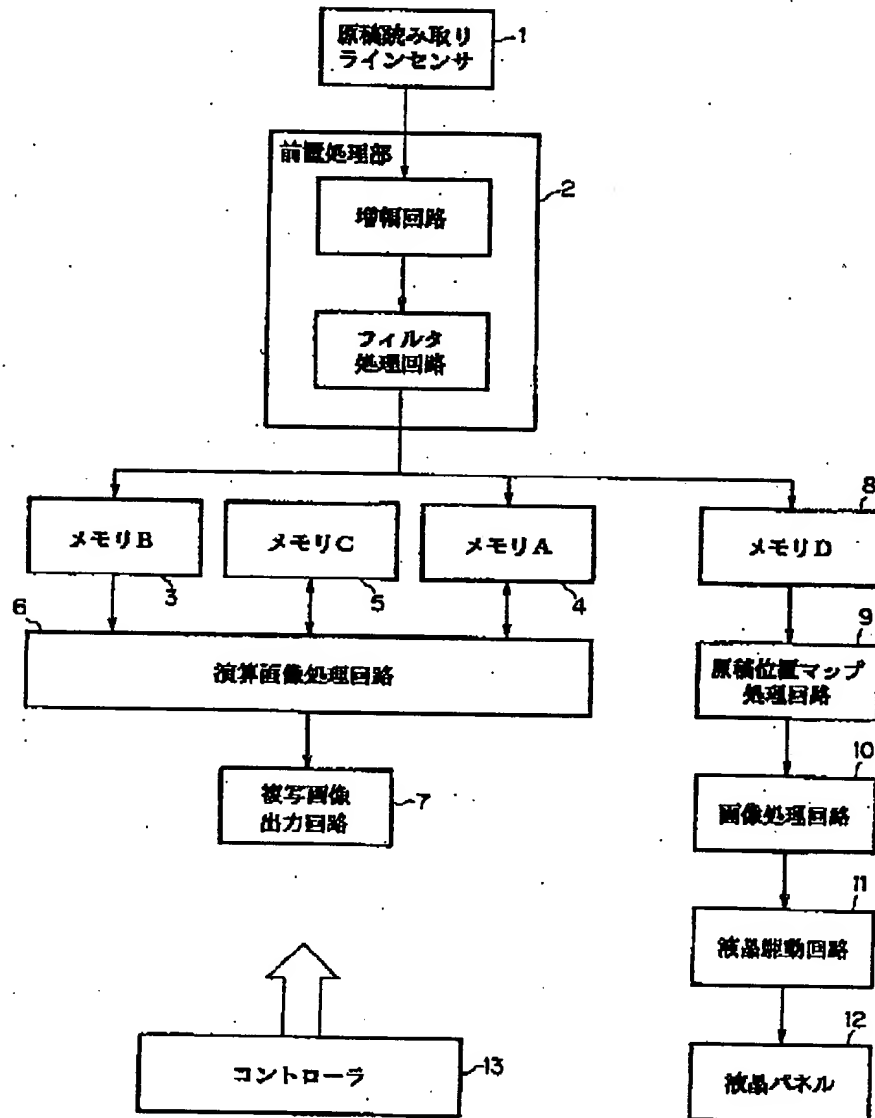 原稿読み取り
ラインセンサ
1
前置処理部
2
増幅回路
フィルタ
処理回路
8
メモリB
メモリC
メモリA
メモリD
3
5
4
6
9
演算画像処理回路
原稿位置マップ
処理回路
10
複写画像
出力回路
7
画像処理回路
11
液晶駆動回路
12
コントローラ
13
液晶パネル